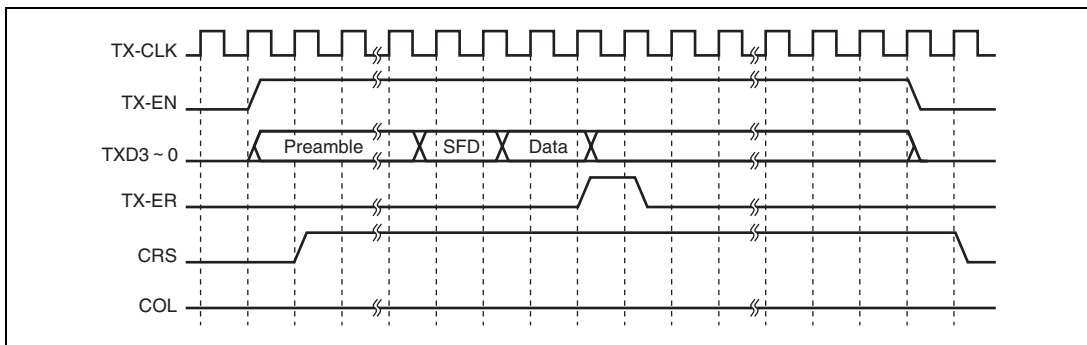 TX-CLK
TX-EN
TXD3 ~ 0 Preamble SFD Data
TX-ER
CRS
COL